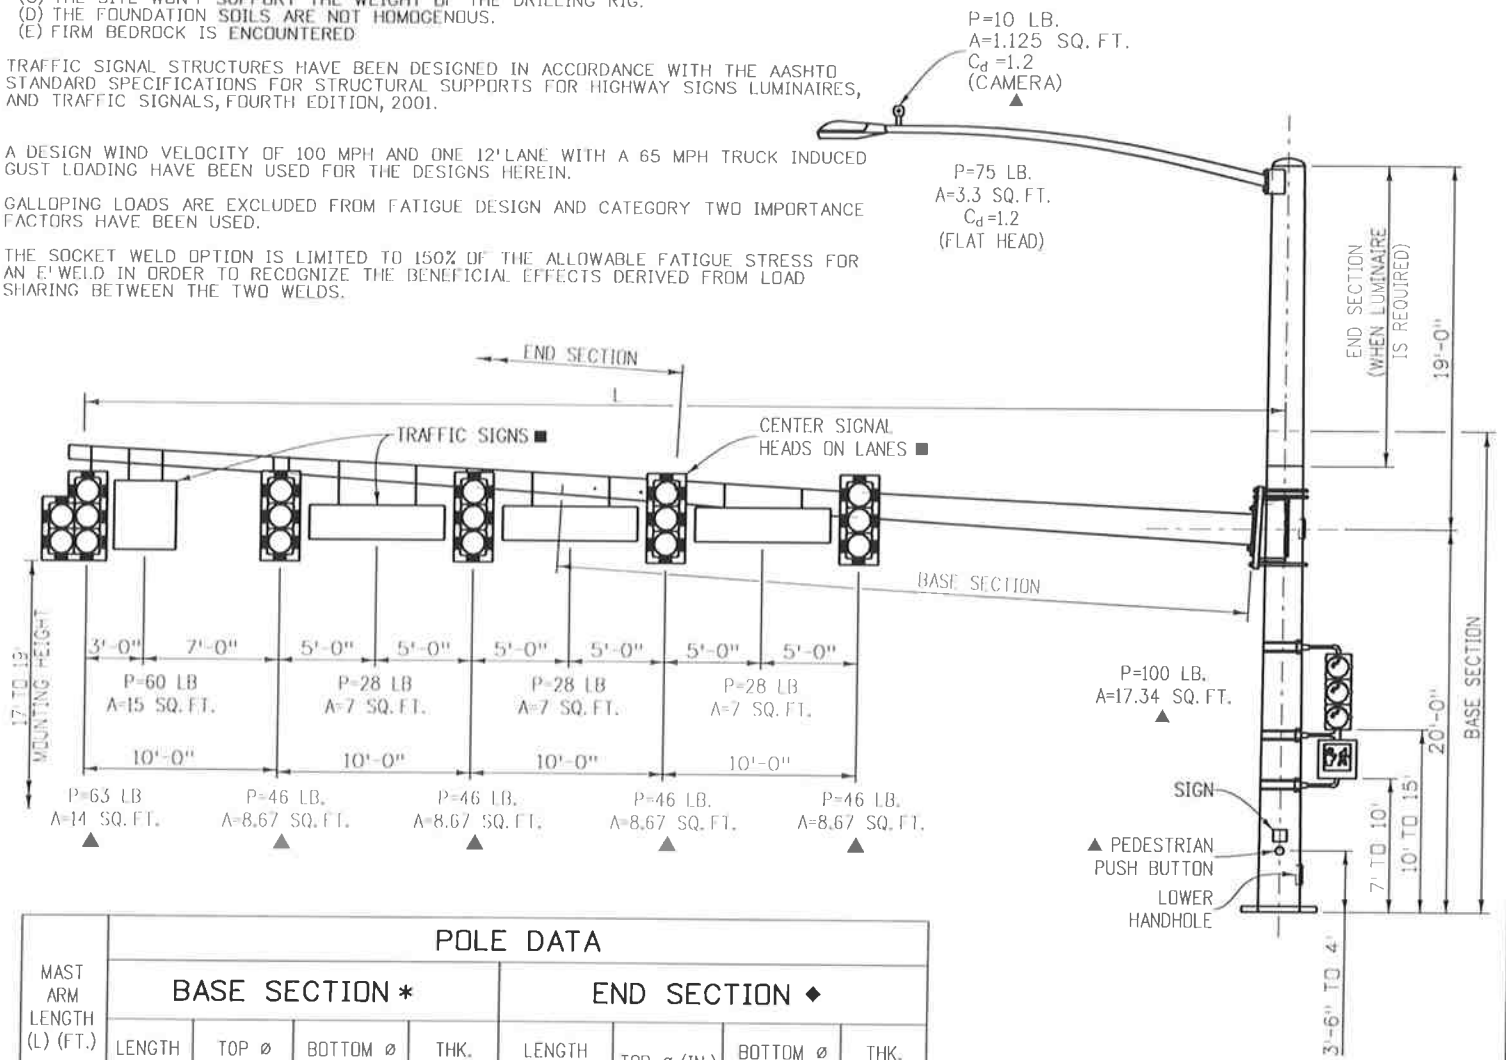 (C) THE SITE WON'T SUPPORT THE WEIGHT OF THE DRILLING RIG.
(D) THE FOUNDATION SOILS ARE NOT HOMOGENOUS.
(E) FIRM BEDROCK IS ENCOUNTERED
TRAFFIC SIGNAL STRUCTURES HAVE BEEN DESIGNED IN ACCORDANCE WITH THE AASHTO
STANDARD SPECIFICATIONS FOR STRUCTURAL SUPPORTS FOR HIGHWAY SIGNS LUMINAIRES,
AND TRAFFIC SIGNALS, FOURTH EDITION, 2001.
A DESIGN WIND VELOCITY OF 100 MPH AND ONE 12' LANE WITH A 65 MPH TRUCK INDUCED
GUST LOADING HAVE BEEN USED FOR THE DESIGNS HEREIN.
GALLOPING LOADS ARE EXCLUDED FROM FATIGUE DESIGN AND CATEGORY TWO IMPORTANCE
FACTORS HAVE BEEN USED.
THE SOCKET WELD OPTION IS LIMITED TO 150% OF THE ALLOWABLE FATIGUE STRESS FOR
AN E' WELD IN ORDER TO RECOGNIZE THE BENEFICIAL EFFECTS DERIVED FROM LOAD
SHARING BETWEEN THE TWO WELDS.
P=10 LB.
A=1.125 SQ. FT.
Cd =1.2
(CAMERA)
▲
P=75 LB.
A=3.3 SQ. FT.
Cd =1.2
(FLAT HEAD)
END SECTION
(WHEN LUMINAIRE
IS REQUIRED)
19'-0"
END SECTION
L
TRAFFIC SIGNS ■
CENTER SIGNAL
HEADS ON LANES ■
BASE SECTION
17' TO 19'
MOUNTING HEIGHT
3'-0" 7'-0" 5'-0" 5'-0" 5'-0" 5'-0" 5'-0" 5'-0"
P=60 LB P=28 LB P=28 LB P=28 LB
A=15 SQ. FT. A=7 SQ. FT. A=7 SQ. FT. A=7 SQ. FT.
10'-0" 10'-0" 10'-0" 10'-0"
P=63 LB P=46 LB. P=46 LB. P=46 LB. P=46 LB.
A=14 SQ. FT. A=8.67 SQ. FT. A=8.67 SQ. FT. A=8.67 SQ. FT. A=8.67 SQ. FT.
▲ ▲ ▲ ▲ ▲
P=100 LB.
A=17.34 SQ. FT.
▲
SIGN
▲ PEDESTRIAN
PUSH BUTTON
LOWER
HANDHOLE
7' TO 10'
10' TO 15'
20'-0"
BASE SECTION
3'-6" TO 4'
POLE DATA
MAST
ARM
LENGTH
(L) (FT.)
BASE SECTION *
END SECTION ◆
LENGTH TOP Ø BOTTOM Ø THK. LENGTH TOP Ø (IN.) BOTTOM Ø THK.